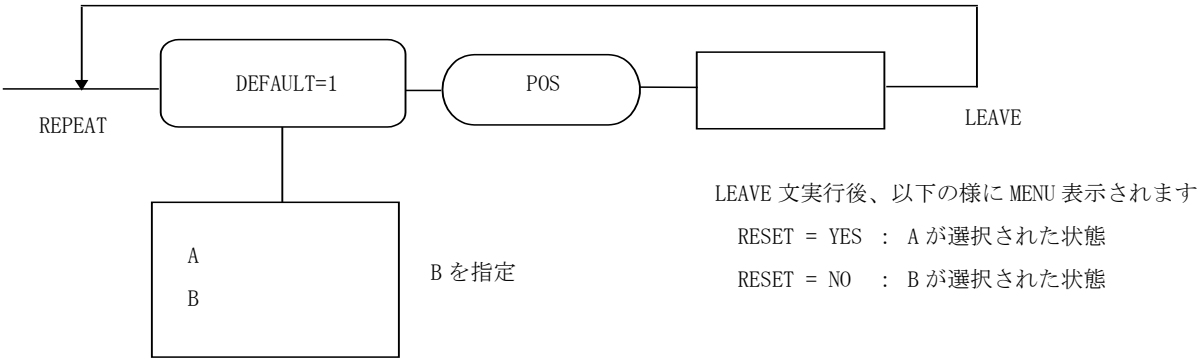 DEFAULT=1
POS
REPEAT
LEAVE
LEAVE 文実行後、以下の様に MENU 表示されます
RESET = YES : A が選択された状態
RESET = NO : B が選択された状態
A
B
B を指定